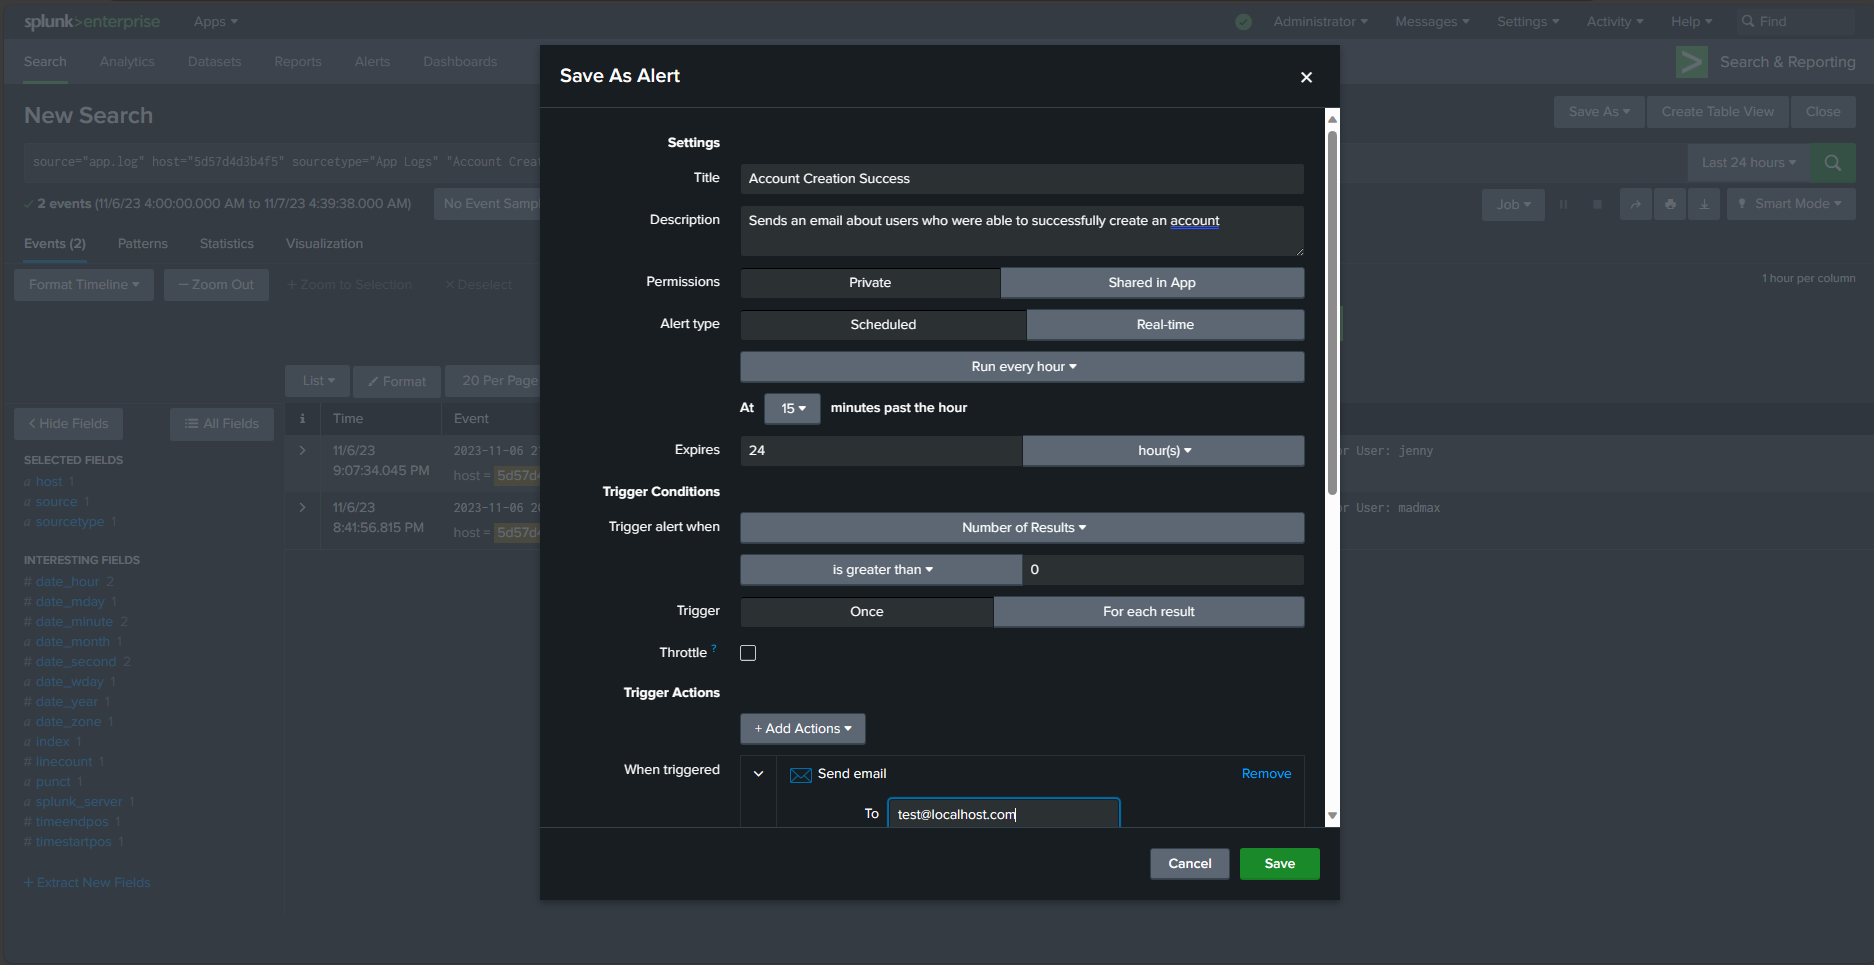 splunk>enterprise Apps Administrator Messages Settings Activity Help Find
Search Analytics Datasets Reports Alerts Dashboards Search & Reporting
Save As Alert
New Search Save As Create Table View Close
Settings
source="app.log" host="5d57d4d3b4f5" sourcetype="App Logs" "Account Crea Last 24 hours
Title Account Creation Success
2 events (11/6/23 4:00:00.000 AM to 11/7/23 4:39:38.000 AM) No Event Samp Job Smart Mode
Description Sends an email about users who were able to successfully create an account
Events (2) Patterns Statistics Visualization
Permissions Private Shared in App
Format Timeline — Zoom Out + Zoom to Selection × Deselect 1 hour per column
Alert type Scheduled Real-time
Run every hour
List Format 20 Per Page
At 15 minutes past the hour
i Time Event
< Hide Fields All Fields
Expires 24 hour(s)
11/6/23 2023-11-06 2 r User: jenny
9:07:34.045 PM
host = 5d57d4
SELECTED FIELDS
a host 1
a source 1
a sourcetype 1
Trigger Conditions
11/6/23 2023-11-06 20 r User: madmax
8:41:56.815 PM
host = 5d57d4
Trigger alert when Number of Results
is greater than 0
INTERESTING FIELDS
# date_hour 2
# date_mday 1
# date_minute 2
a date_month 1
# date_second 2
a date_wday 1
# date_year 1
a date_zone 1
a index 1
# linecount 1
a punct 1
a splunk_server 1
# timeendpos 1
# timestartpos 1
+ Extract New Fields
Trigger Once For each result
Throttle ?
Trigger Actions
+ Add Actions
When triggered Send email Remove
To test@localhost.com
Cancel Save